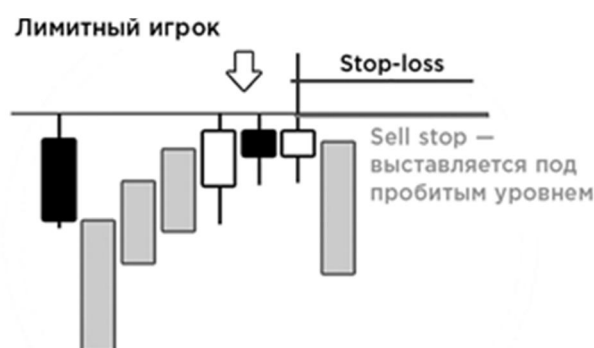 Лимитный игрок
Stop-loss
Sell stop —
выставляется под
пробитым уровнем